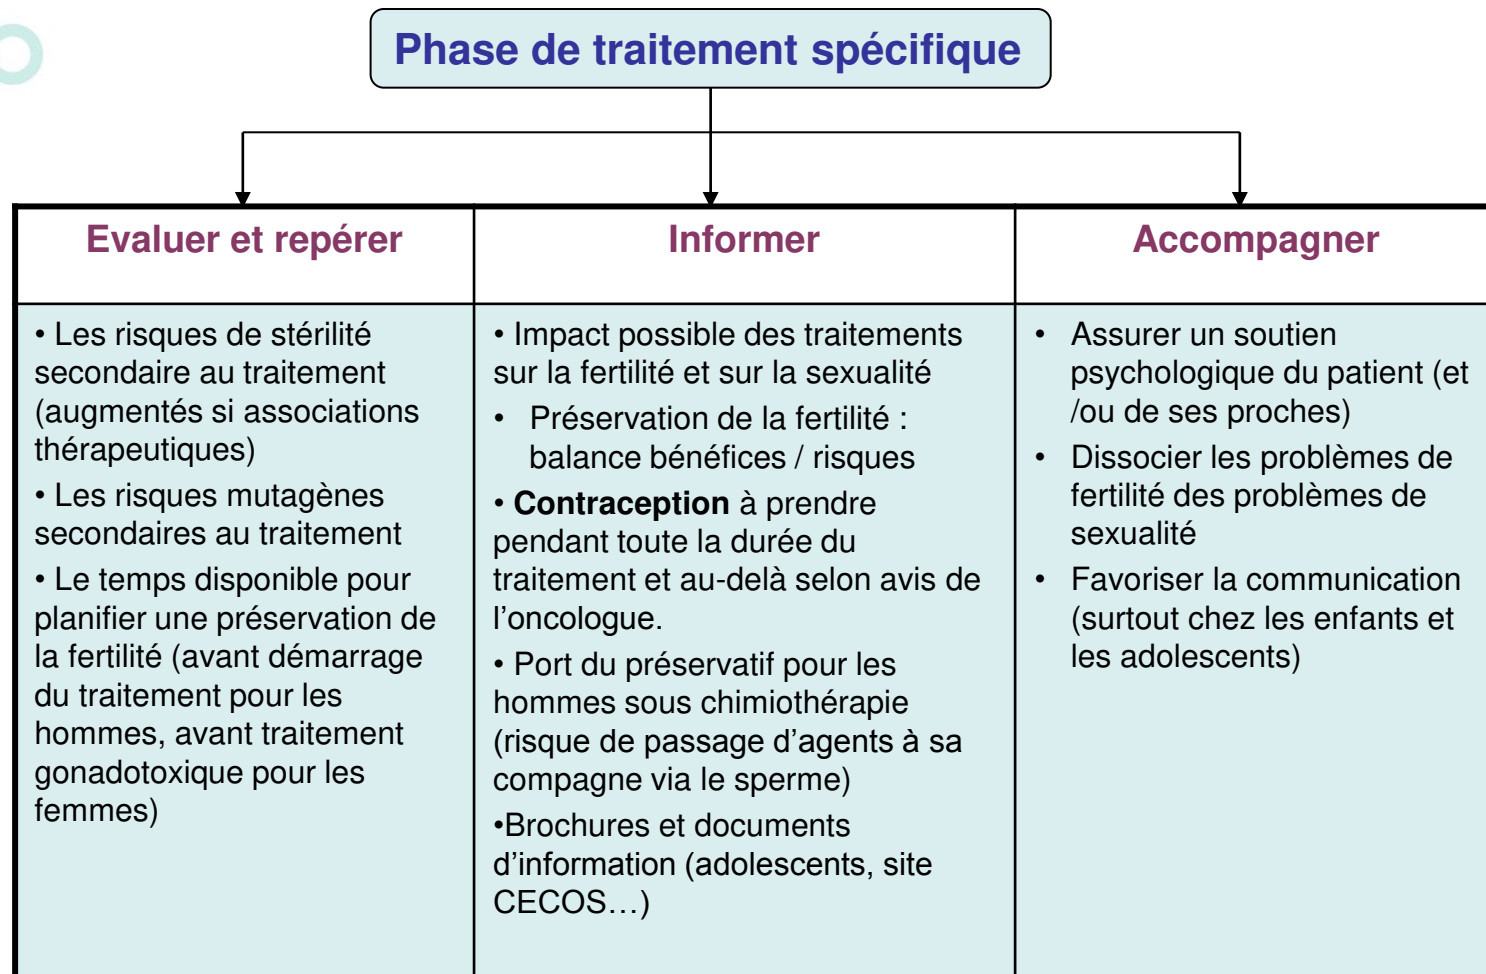 Phase de traitement spécifique
Evaluer et repérer
• Les risques de stérilité
secondaire au traitement
(augmentés si associations
thérapeutiques)
• Les risques mutagènes
secondaires au traitement
• Le temps disponible pour
planifier une préservation de
la fertilité (avant démarrage
du traitement pour les
hommes, avant traitement
gonadotoxique pour les
femmes)
Informer
• Impact possible des traitements
sur la fertilité et sur la sexualité
• Préservation de la fertilité :
balance bénéfices / risques
• Contraception à prendre
pendant toute la durée du
traitement et au-delà selon avis de
l’oncologue.
• Port du préservatif pour les
hommes sous chimiothérapie
(risque de passage d’agents à sa
compagne via le sperme)
•Brochures et documents
d’information (adolescents, site
CECOS…)
Accompagner
• Assurer un soutien
psychologique du patient (et
/ou de ses proches)
• Dissocier les problèmes de
fertilité des problèmes de
sexualité
• Favoriser la communication
(surtout chez les enfants et
les adolescents)